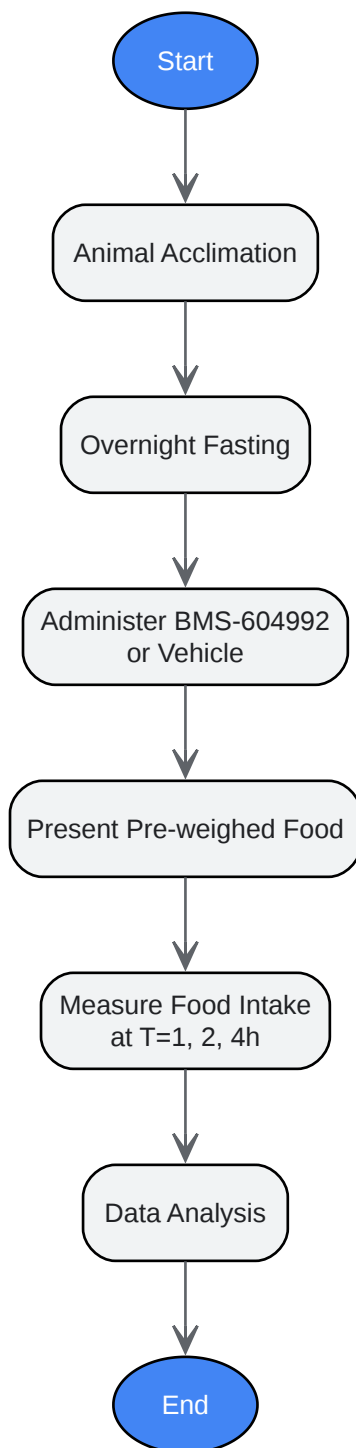 Start
Animal Acclimation
Overnight Fasting
Administer BMS-604992
or Vehicle
Present Pre-weighed Food
Measure Food Intake
at T=1, 2, 4h
Data Analysis
End